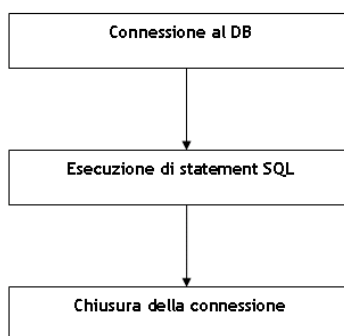 Connessione al DB
Esecuzione di statement SQL
Chiusura della connessione